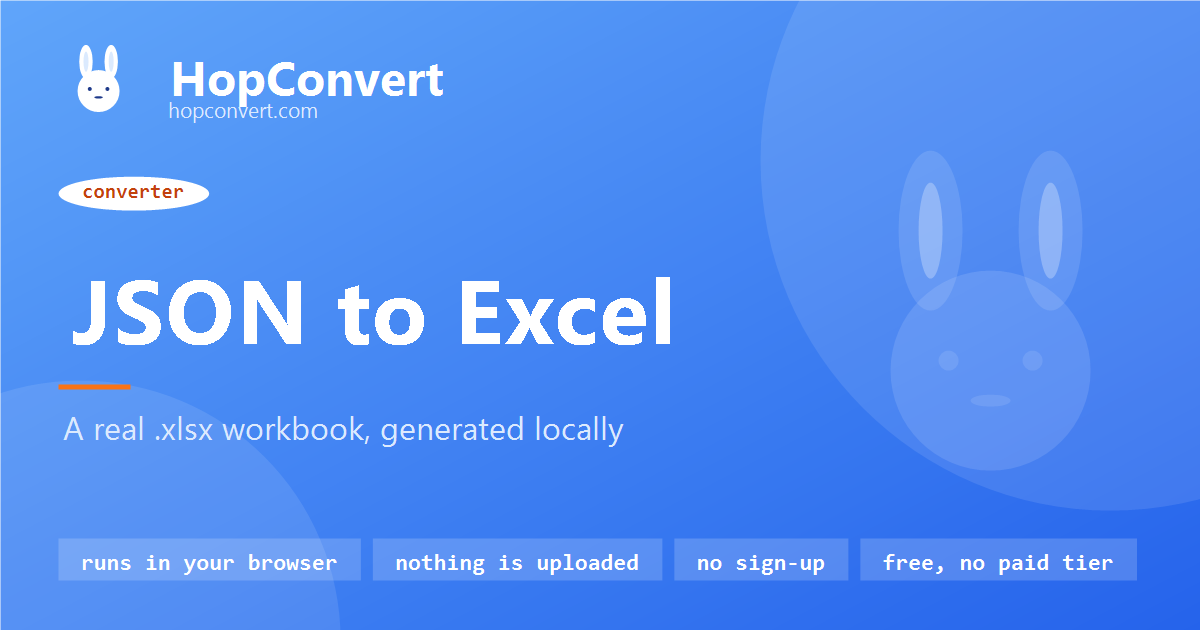 HopConvert
hopconvert.com
converter
JSON to Excel
A real .xlsx workbook, generated locally
runs in your browser
nothing is uploaded
no sign-up
free, no paid tier